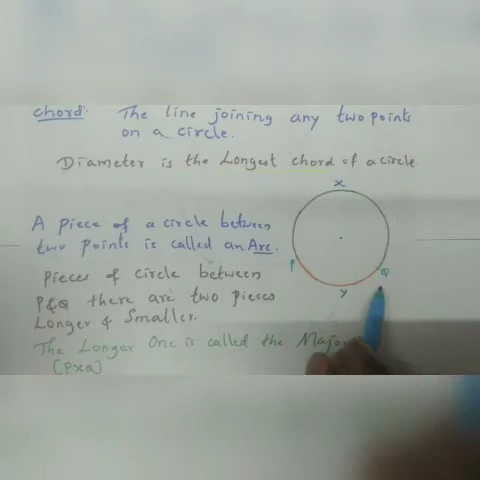 chord: The line joining any two points
on a circle.
Diameter is the Longest chord of a circle
A piece of a circle between
two points is called an Arc.
pieces of circle between
P&Q there are two pieces
Longer & Smaller.
The Longer One is called the Major
[PXQ]
X
P
Q
Y